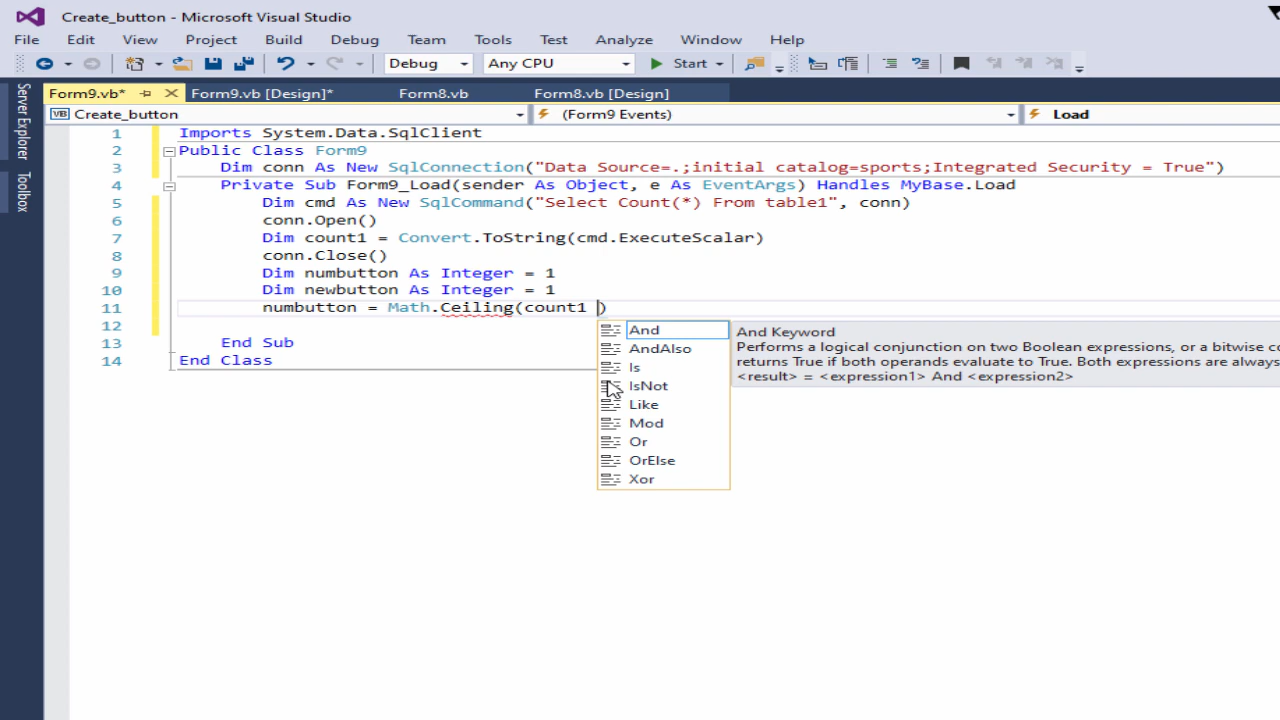 Create_button - Microsoft Visual Studio
File Edit View Project Build Debug Team Tools Test Analyze Window Help
Debug Any CPU Start
Server Explorer
Toolbox
Form9.vb* Form9.vb [Design]* Form8.vb Form8.vb [Design]
VB Create_button (Form9 Events) Load
1 Imports System.Data.SqlClient
2 Public Class Form9
3 Dim conn As New SqlConnection("Data Source=.;initial catalog=sports;Integrated Security = True")
4 Private Sub Form9_Load(sender As Object, e As EventArgs) Handles MyBase.Load
5 Dim cmd As New SqlCommand("Select Count(*) From table1", conn)
6 conn.Open()
7 Dim count1 = Convert.ToString(cmd.ExecuteScalar)
8 conn.Close()
9 Dim numbutton As Integer = 1
10 Dim newbutton As Integer = 1
11 numbutton = Math.Ceiling(count1 )
12
13 End Sub
14 End Class
And
AndAlso
Is
IsNot
Like
Mod
Or
OrElse
Xor
And Keyword
Performs a logical conjunction on two Boolean expressions, or a bitwise
returns True if both operands evaluate to True. Both expressions are always
<result> = <expression1> And <expression2>